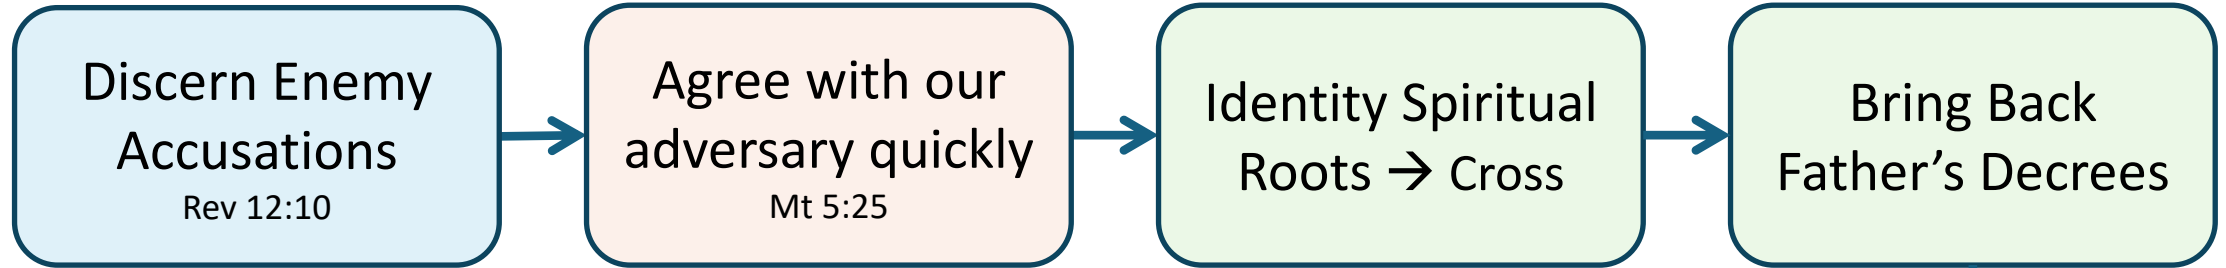 Discern Enemy
Accusations
Rev 12:10
Agree with our
adversary quickly
Mt 5:25
Identity Spiritual
Roots → Cross
Bring Back
Father’s Decrees